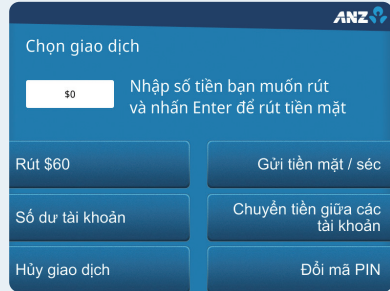 ANZ
Chọn giao dịch
$0
Nhập số tiền bạn muốn rút
và nhấn Enter để rút tiền mặt
Rút $60
Gửi tiền mặt / séc
Số dư tài khoản
Chuyển tiền giữa các
tài khoản
Hủy giao dịch
Đổi mã PIN